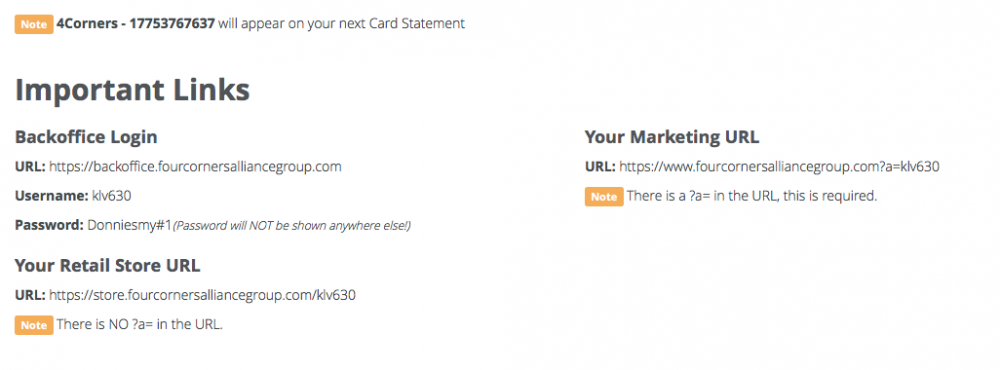 Note 4Corners - 17753767637 will appear on your next Card Statement
Important Links
Backoffice Login
URL: https://backoffice.fourcornersalliancegroup.com
Username: klv630
Password: Donniesmy#1(Password will NOT be shown anywhere else!)
Your Retail Store URL
URL: https://store.fourcornersalliancegroup.com/klv630
Note There is NO ?a= in the URL.
Your Marketing URL
URL: https://www.fourcornersalliancegroup.com?a=klv630
Note There is a ?a= in the URL, this is required.